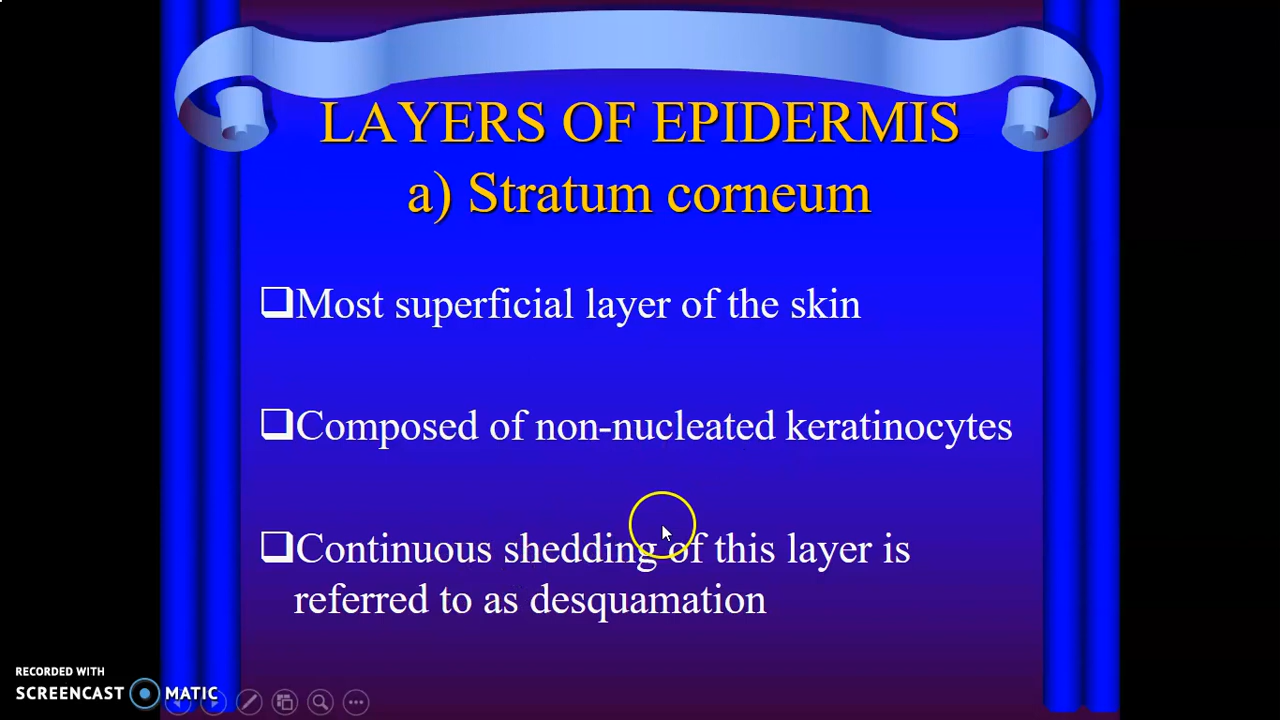 LAYERS OF EPIDERMIS
a) Stratum corneum
❑Most superficial layer of the skin
❑Composed of non-nucleated keratinocytes
❑Continuous shedding of this layer is
referred to as desquamation
RECORDED WITH
SCREENCAST MATIC